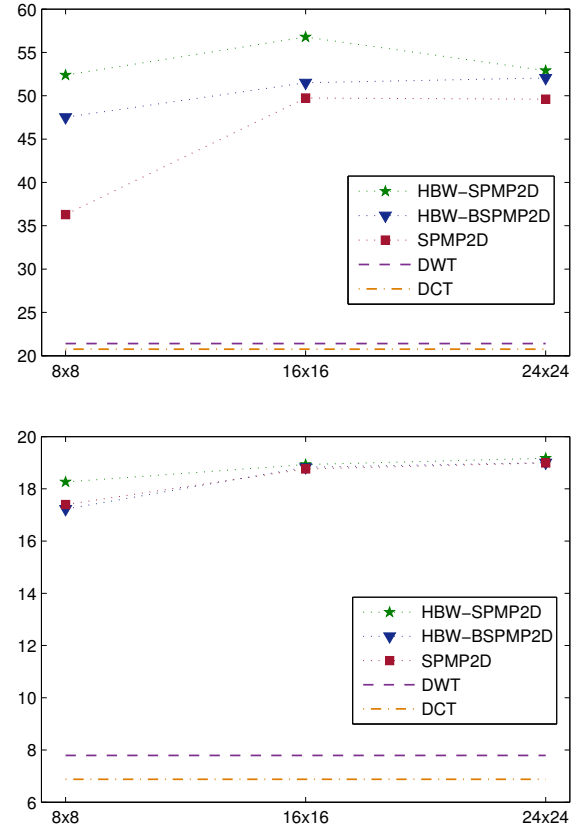 60
55
50
45
40
35
30
25
20
HBW-SPMP2D
HBW-BSPMP2D
SPMP2D
DWT
DCT
8x8 16x16 24x24
20
18
16
14
12
10
8
6
HBW-SPMP2D
HBW-BSPMP2D
SPMP2D
DWT
DCT
8x8 16x16 24x24